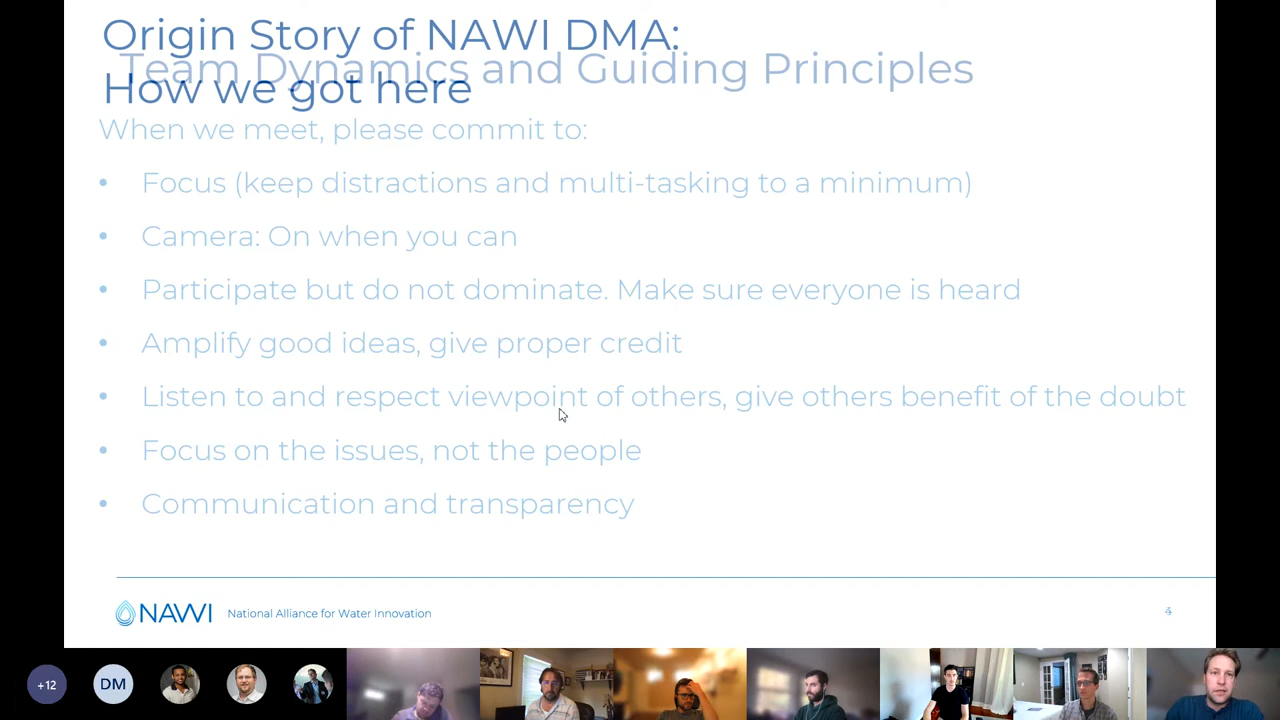 Origin Story of NAWI DMA:
Team Dynamics and Guiding Principles
How we got here
When we meet, please commit to:
• Focus (keep distractions and multi-tasking to a minimum)
• Camera: On when you can
• Participate but do not dominate. Make sure everyone is heard
• Amplify good ideas, give proper credit
• Listen to and respect viewpoint of others, give others benefit of the doubt
• Focus on the issues, not the people
• Communication and transparency
NAWI National Alliance for Water Innovation
4
+12
DM